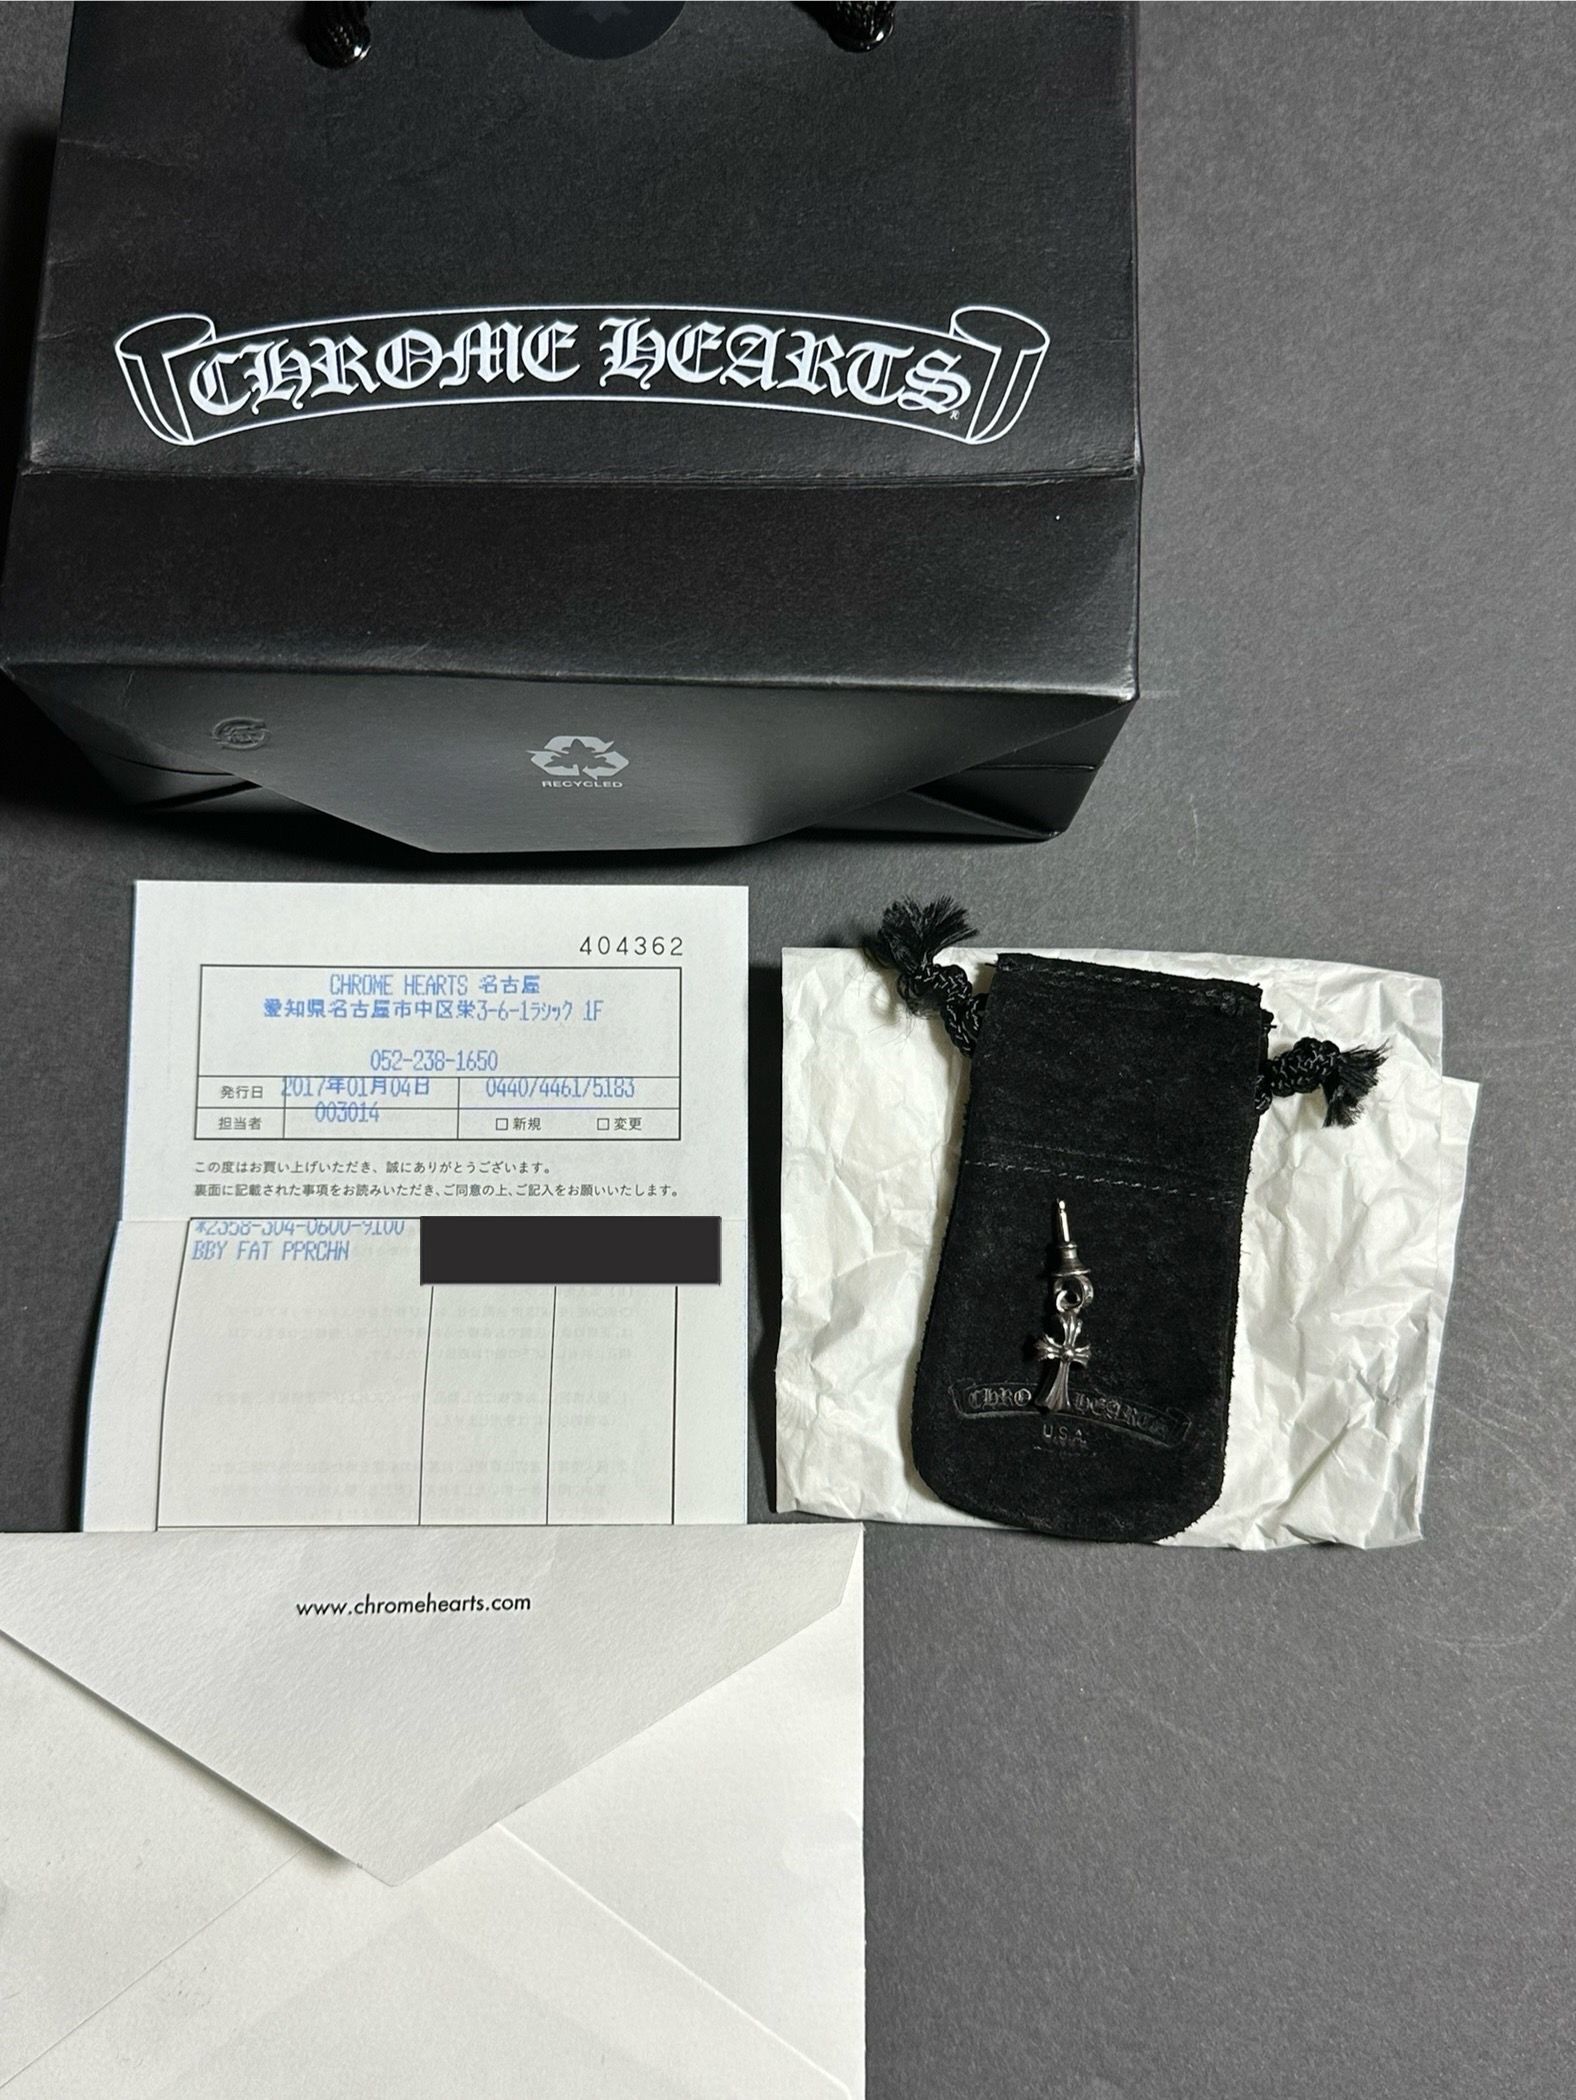 CHROME HEARTS
RECYCLED
404362
CHROME HEARTS 名古屋
愛知県名古屋市中区栄3-6-1ラシック 1F
052-238-1650
発行日 2017年01月04日 0440/4461/5183
担当者 003014 □ 新規 □ 変更
この度はお買い上げいただき、誠にありがとうございます。
裏面に記載された事項をお読みいただき、ご同意の上、ご記入をお願いいたします。
*2358-304-0600-9100
BBY FAT PPRCHN
CHRO HEARTS
U.S.A.
www.chromehearts.com